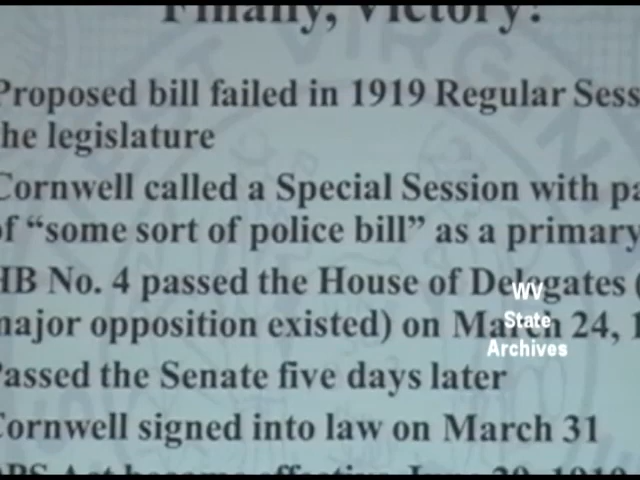 Finally, Victory!
Proposed bill failed in 1919 Regular Sess
the legislature
Cornwell called a Special Session with pa
of “some sort of police bill” as a primary
HB No. 4 passed the House of Delegates (
major opposition existed) on March 24, 1
Passed the Senate five days later
Cornwell signed into law on March 31
WV
State
Archives